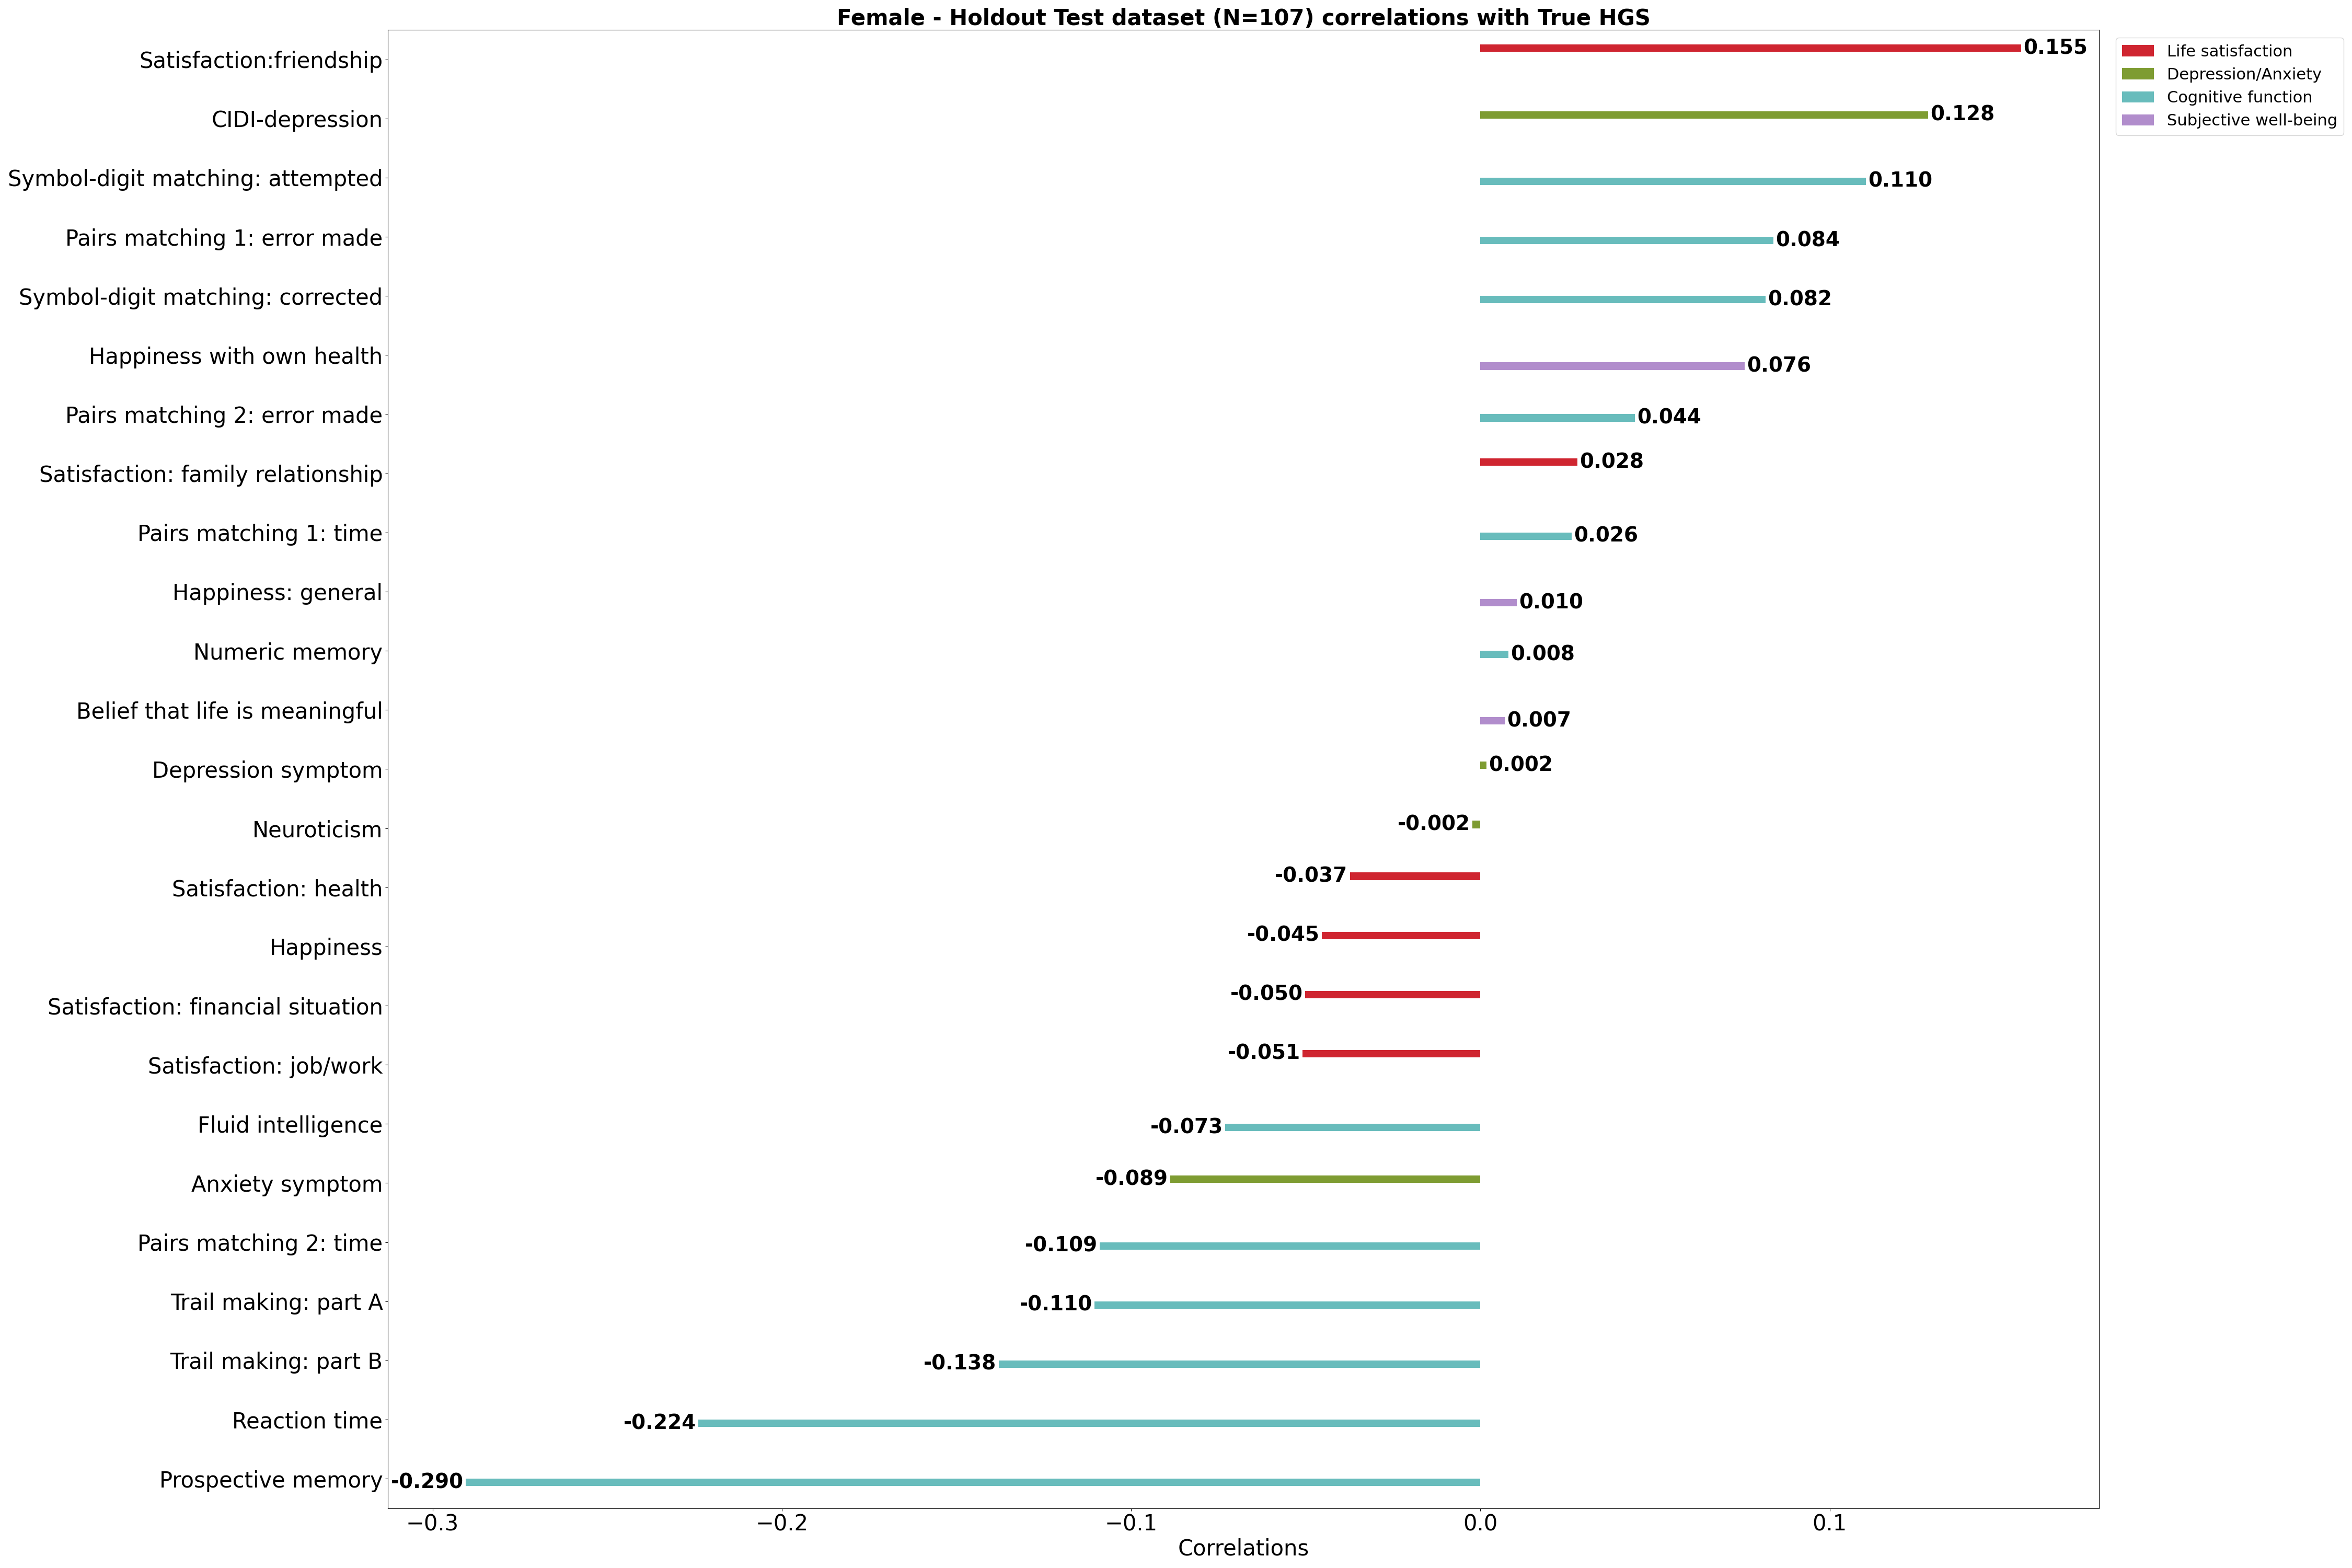 Female - Holdout Test dataset (N=107) correlations with True HGS
Life satisfaction
Depression/Anxiety
Cognitive function
Subjective well-being
Satisfaction:friendship 0.155
CIDI-depression 0.128
Symbol-digit matching: attempted 0.110
Pairs matching 1: error made 0.084
Symbol-digit matching: corrected 0.082
Happiness with own health 0.076
Pairs matching 2: error made 0.044
Satisfaction: family relationship 0.028
Pairs matching 1: time 0.026
Happiness: general 0.010
Numeric memory 0.008
Belief that life is meaningful 0.007
Depression symptom 0.002
Neuroticism -0.002
Satisfaction: health -0.037
Happiness -0.045
Satisfaction: financial situation -0.050
Satisfaction: job/work -0.051
Fluid intelligence -0.073
Anxiety symptom -0.089
Pairs matching 2: time -0.109
Trail making: part A -0.110
Trail making: part B -0.138
Reaction time -0.224
Prospective memory -0.290
−0.3 −0.2 −0.1 0.0 0.1
Correlations